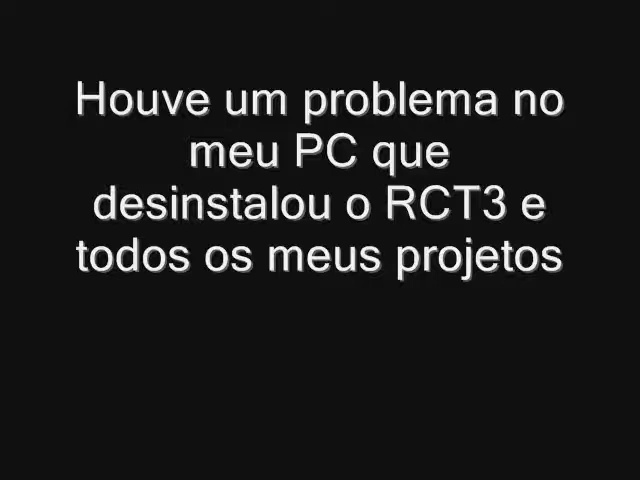 Houve um problema no
meu PC que
desinstalou o RCT3 e
todos os meus projetos